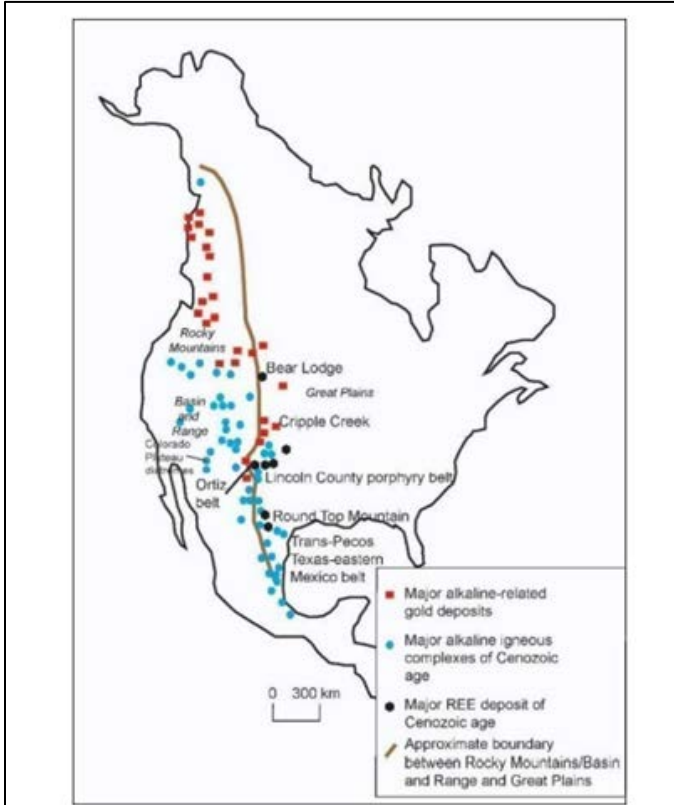 Rocky
Mountains
Bear Lodge
Great Plains
Basin
and
Range
Cripple Creek
Colorado
Plateau
diatremes
Ortiz
belt
Lincoln County porphyry belt
Round Top Mountain
Trans-Pecos
Texas-eastern
Mexico belt
0 300 km
Major alkaline-related
gold deposits
Major alkaline igneous
complexes of Cenozoic
age
Major REE deposit of
Cenozoic age
Approximate boundary
between Rocky Mountains/Basin
and Range and Great Plains